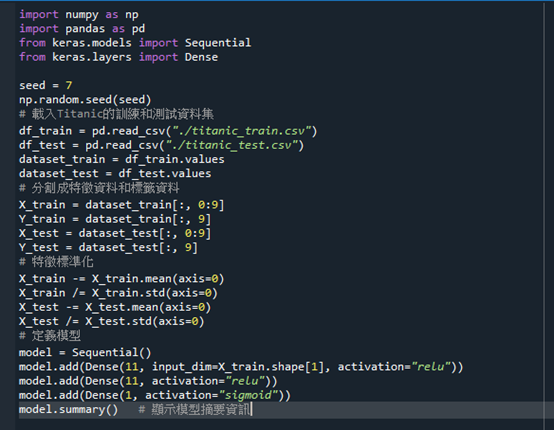 import numpy as np
import pandas as pd
from keras.models import Sequential
from keras.layers import Dense

seed = 7
np.random.seed(seed)
# 載入Titanic的訓練和測試資料集
df_train = pd.read_csv("./titanic_train.csv")
df_test = pd.read_csv("./titanic_test.csv")
dataset_train = df_train.values
dataset_test = df_test.values
# 分割成特徵資料和標籤資料
X_train = dataset_train[:, 0:9]
Y_train = dataset_train[:, 9]
X_test = dataset_test[:, 0:9]
Y_test = dataset_test[:, 9]
# 特徵標準化
X_train -= X_train.mean(axis=0)
X_train /= X_train.std(axis=0)
X_test -= X_test.mean(axis=0)
X_test /= X_test.std(axis=0)
# 定義模型
model = Sequential()
model.add(Dense(11, input_dim=X_train.shape[1], activation="relu"))
model.add(Dense(11, activation="relu"))
model.add(Dense(1, activation="sigmoid"))
model.summary()   # 顯示模型摘要資訊